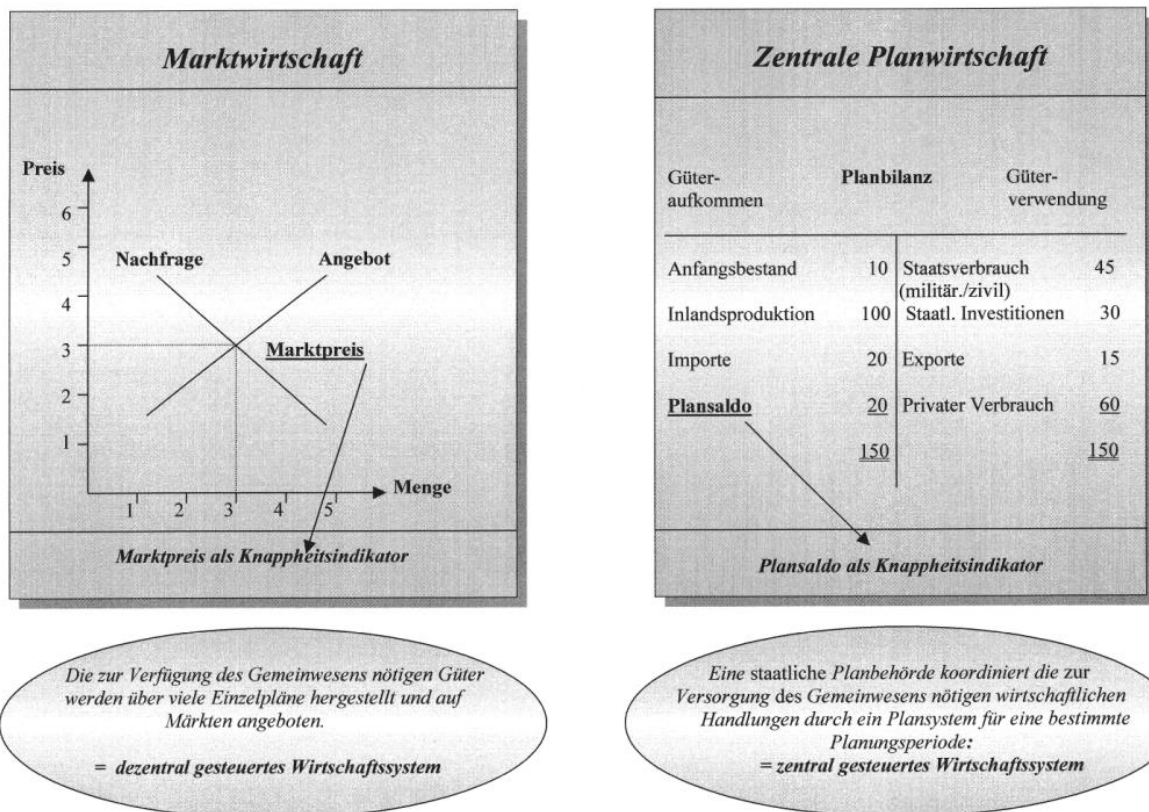 Marktwirtschaft
Preis
6
5
4
3
2
1
Nachfrage
Angebot
Marktpreis
1 2 3 4 5
Menge
Marktpreis als Knappheitsindikator
Die zur Verfügung des Gemeinwesens nötigen Güter
werden über viele Einzelpläne hergestellt und auf
Märkten angeboten.
= dezentral gesteuertes Wirtschaftssystem
Zentrale Planwirtschaft
Güter- Planbilanz Güter-
aufkommen verwendung
Anfangsbestand 10 Staatsverbrauch 45
(militär./zivil)
Inlandsproduktion 100 Staatl. Investitionen 30
Importe 20 Exporte 15
Plansaldo 20 Privater Verbrauch 60
150 150
Plansaldo als Knappheitsindikator
Eine staatliche Planbehörde koordiniert die zur
Versorgung des Gemeinwesens nötigen wirtschaftlichen
Handlungen durch ein Plansystem für eine bestimmte
Planungsperiode:
= zentral gesteuertes Wirtschaftssystem